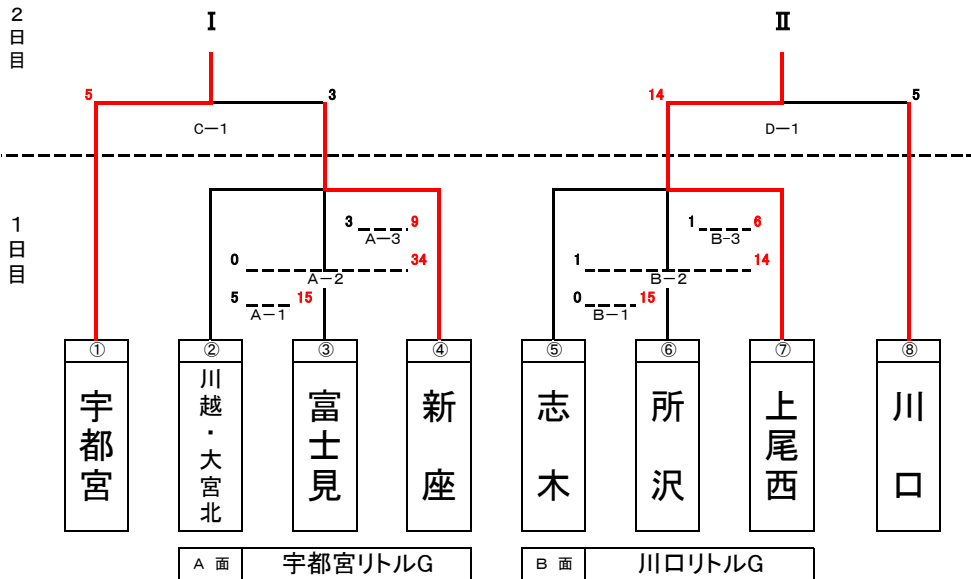 2日目
Ⅰ
Ⅱ
5
3
14
5
C－1
D－1
1日目
3
9
A－3
1
6
B-3
0
34
A－2
1
14
B－2
5
15
A－1
0
15
B－1
①
②
③
④
⑤
⑥
⑦
⑧
宇都宮
川越・大宮北
富士見
新座
志木
所沢
上尾西
川口
A 面
宇都宮リトルG
B 面
川口リトルG